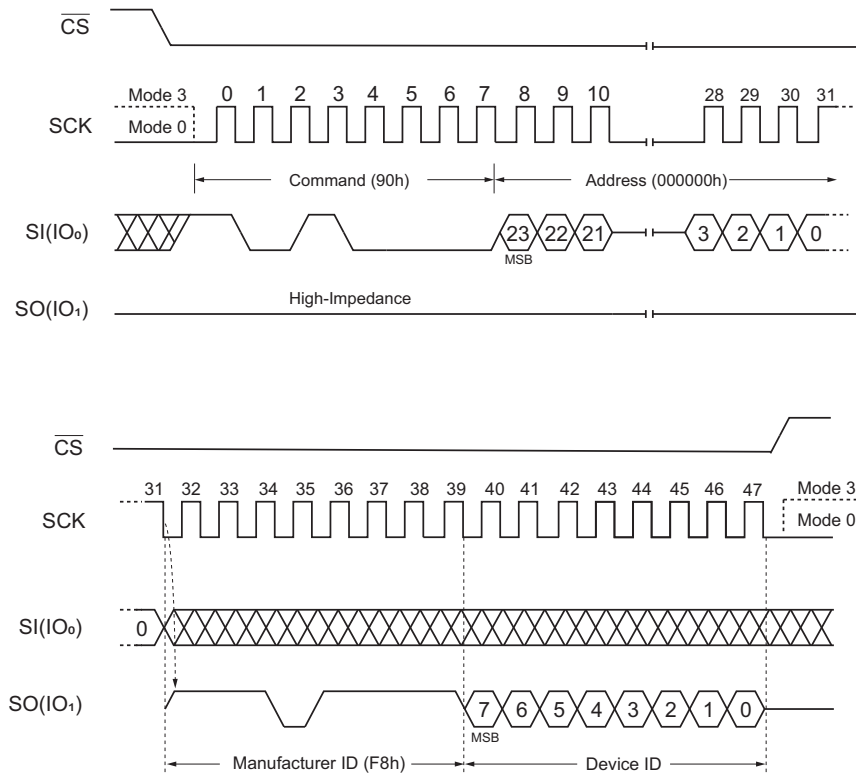 CS
Mode 3
0 1 2 3 4 5 6 7 8 9 10 28 29 30 31
SCK
Mode 0
Command (90h) Address (000000h)
SI(IO₀)
23 22 21 3 2 1 0
MSB
High-Impedance
SO(IO₁)
CS
31 32 33 34 35 36 37 38 39 40 41 42 43 44 45 46 47
Mode 3
SCK
Mode 0
SI(IO₀)
0
SO(IO₁)
7 6 5 4 3 2 1 0
MSB
Manufacturer ID (F8h) Device ID